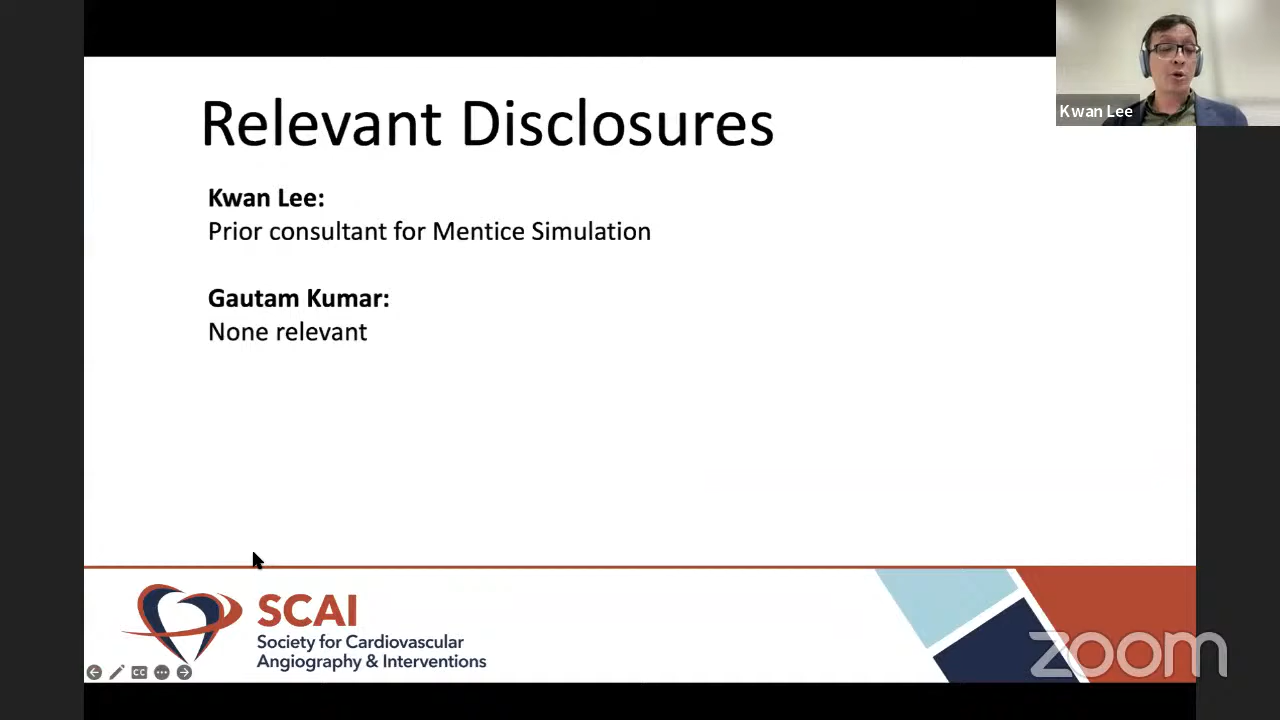 Relevant Disclosures
Kwan Lee:
Prior consultant for Mentice Simulation
Gautam Kumar:
None relevant
Kwan Lee
SCAI
Society for Cardiovascular
Angiography & Interventions
CC
zoom